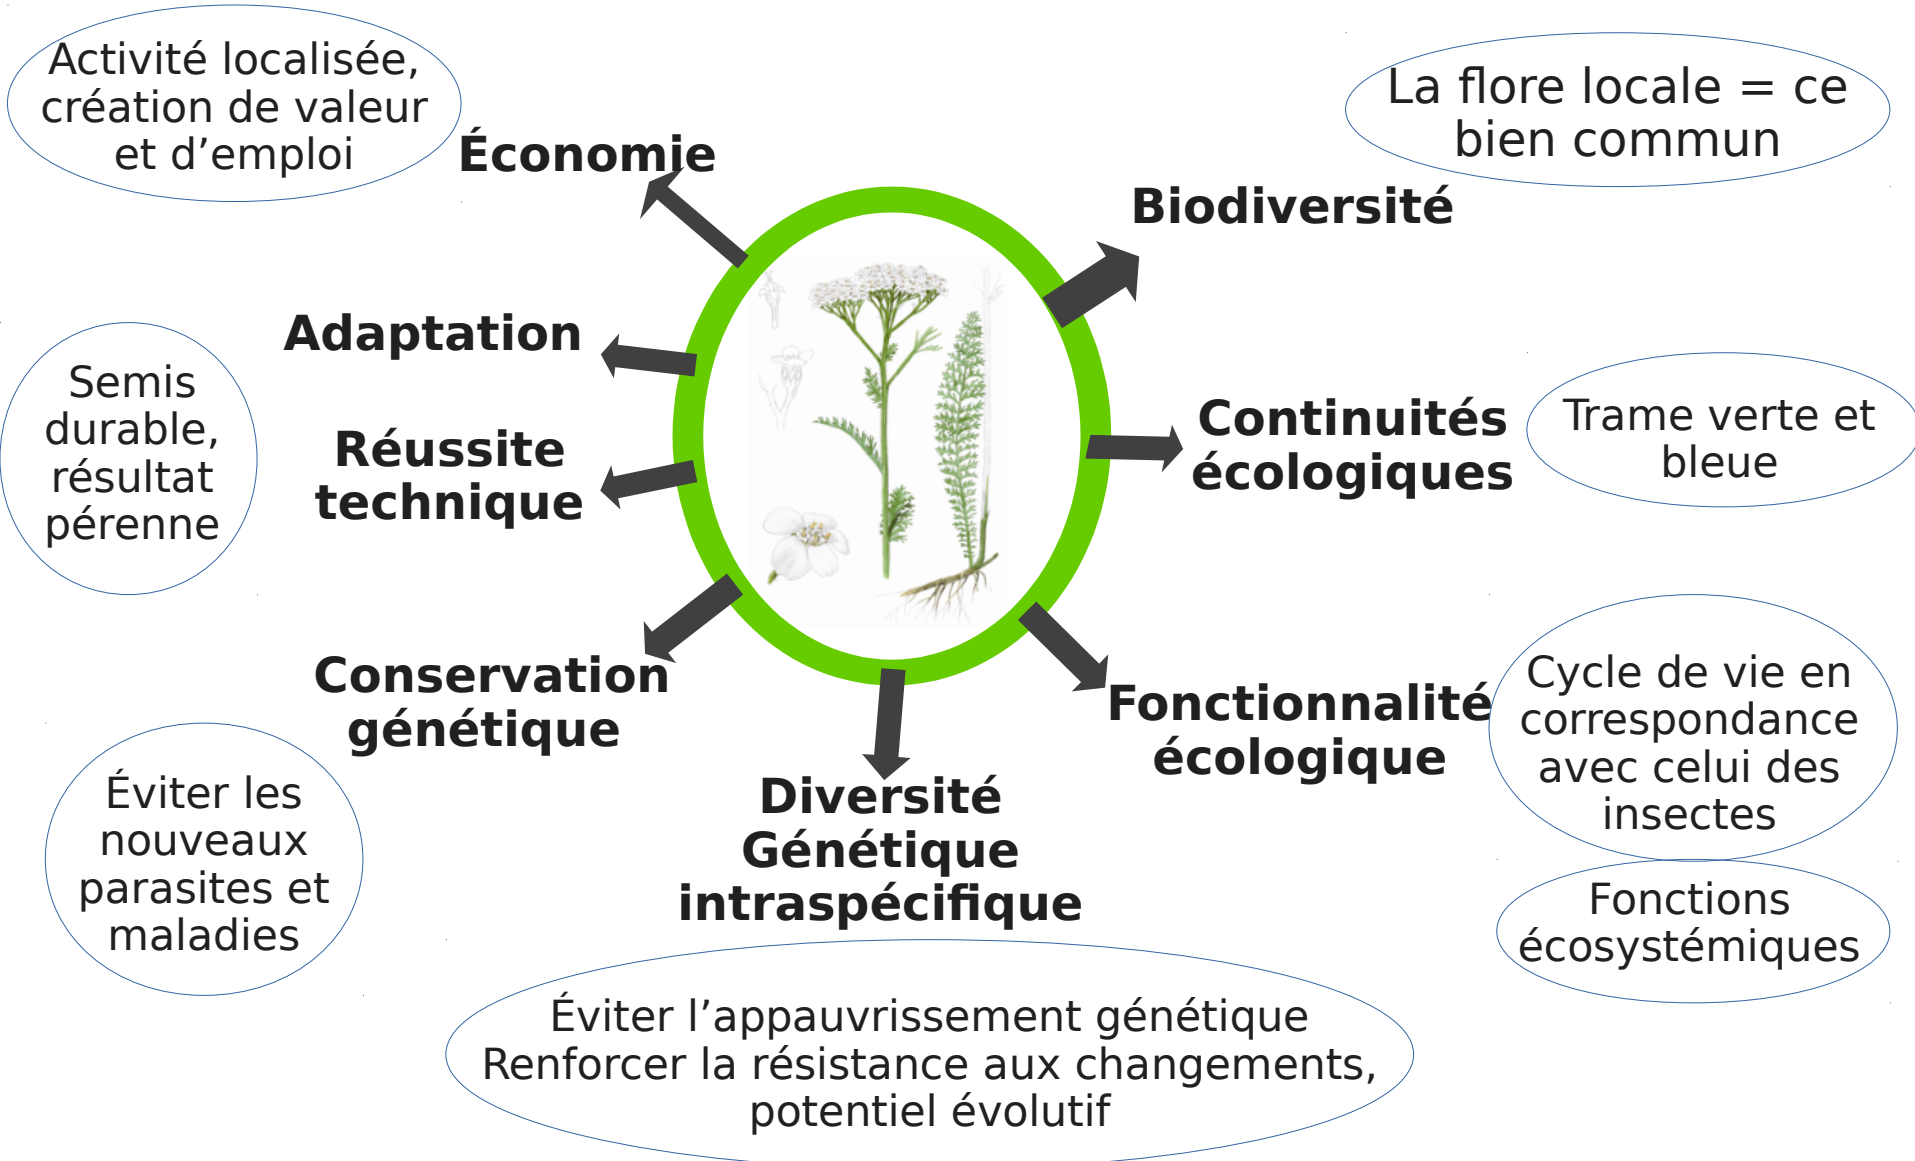 Activité localisée,
création de valeur
et d’emploi
Économie
La flore locale = ce
bien commun
Biodiversité
Adaptation
Semis
durable,
résultat
pérenne
Réussite
technique
Continuités
écologiques
Trame verte et
bleue
Conservation
génétique
Éviter les
nouveaux
parasites et
maladies
Diversité
Génétique
intraspécifique
Éviter l’appauvrissement génétique
Renforcer la résistance aux changements,
potentiel évolutif
Fonctionnalité
écologique
Cycle de vie en
correspondance
avec celui des
insectes
Fonctions
écosystémiques